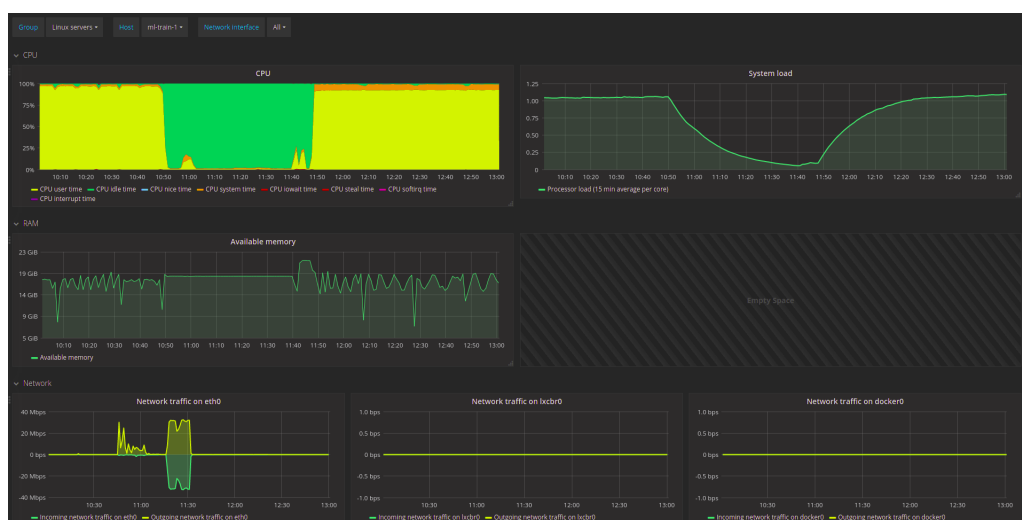 Group Linux servers Host ml-train-1 Network Interface All
CPU
CPU
100%
75%
50%
25%
0%
10:10 10:20 10:30 10:40 10:50 11:00 11:10 11:20 11:30 11:40 11:50 12:00 12:10 12:20 12:30 12:40 12:50 13:00
CPU user time CPU idle time CPU nice time CPU system time CPU iowait time CPU steal time CPU softirq time
CPU interrupt time
System load
1.25
1.00
0.75
0.50
0.25
0
10:10 10:20 10:30 10:40 10:50 11:00 11:10 11:20 11:30 11:40 11:50 12:00 12:10 12:20 12:30 12:40 12:50 13:00
Processor load (15 min average per core)
RAM
Available memory
23 GiB
19 GiB
14 GiB
9 GiB
5 GiB
10:10 10:20 10:30 10:40 10:50 11:00 11:10 11:20 11:30 11:40 11:50 12:00 12:10 12:20 12:30 12:40 12:50 13:00
Available memory
Empty Space
Network
Network traffic on eth0
40 Mbps
20 Mbps
0 bps
-20 Mbps
-40 Mbps
10:30 11:00 11:30 12:00 12:30 13:00
Incoming network traffic on eth0 Outgoing network traffic on eth0
Network traffic on lxcbr0
1.0 bps
0.5 bps
0 bps
-0.5 bps
-1.0 bps
10:30 11:00 11:30 12:00 12:30 13:00
Incoming network traffic on lxcbr0 Outgoing network traffic on lxcbr0
Network traffic on docker0
1.0 bps
0.5 bps
0 bps
-0.5 bps
-1.0 bps
10:30 11:00 11:30 12:00 12:30 13:00
Incoming network traffic on docker0 Outgoing network traffic on docker0